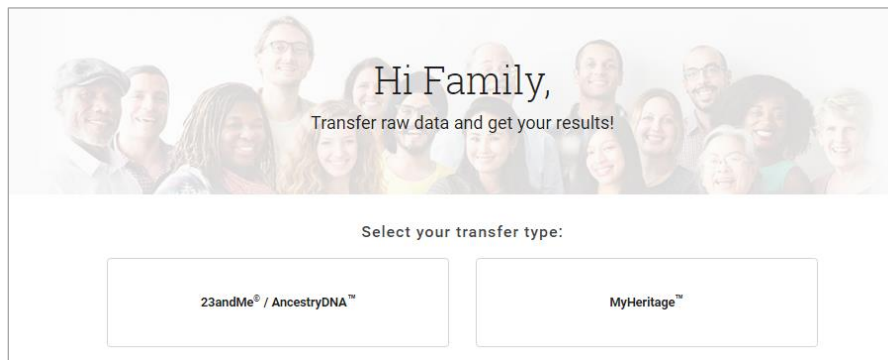 Hi Family,
Transfer raw data and get your results!
Select your transfer type:
23andMe© / AncestryDNA™
MyHeritage™